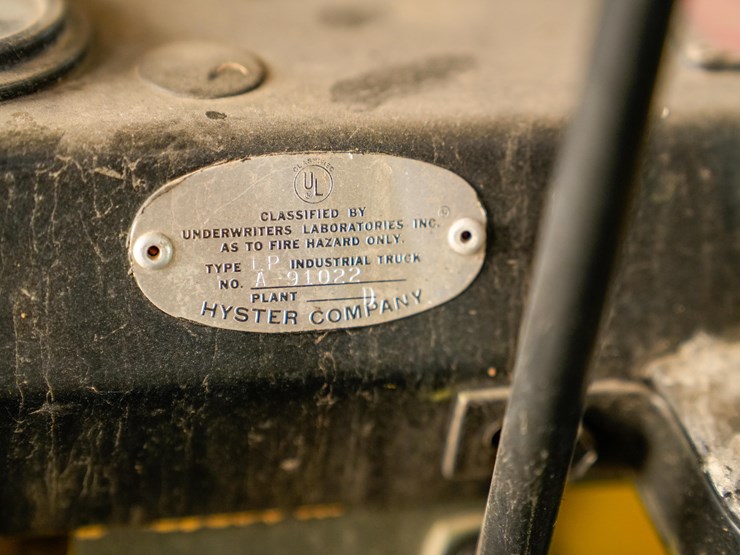 CLASSIFIED
UL
®
CLASSIFIED BY
UNDERWRITERS LABORATORIES INC.®
AS TO FIRE HAZARD ONLY.
TYPE LP INDUSTRIAL TRUCK
NO. A 91022
PLANT D
HYSTER COMPANY